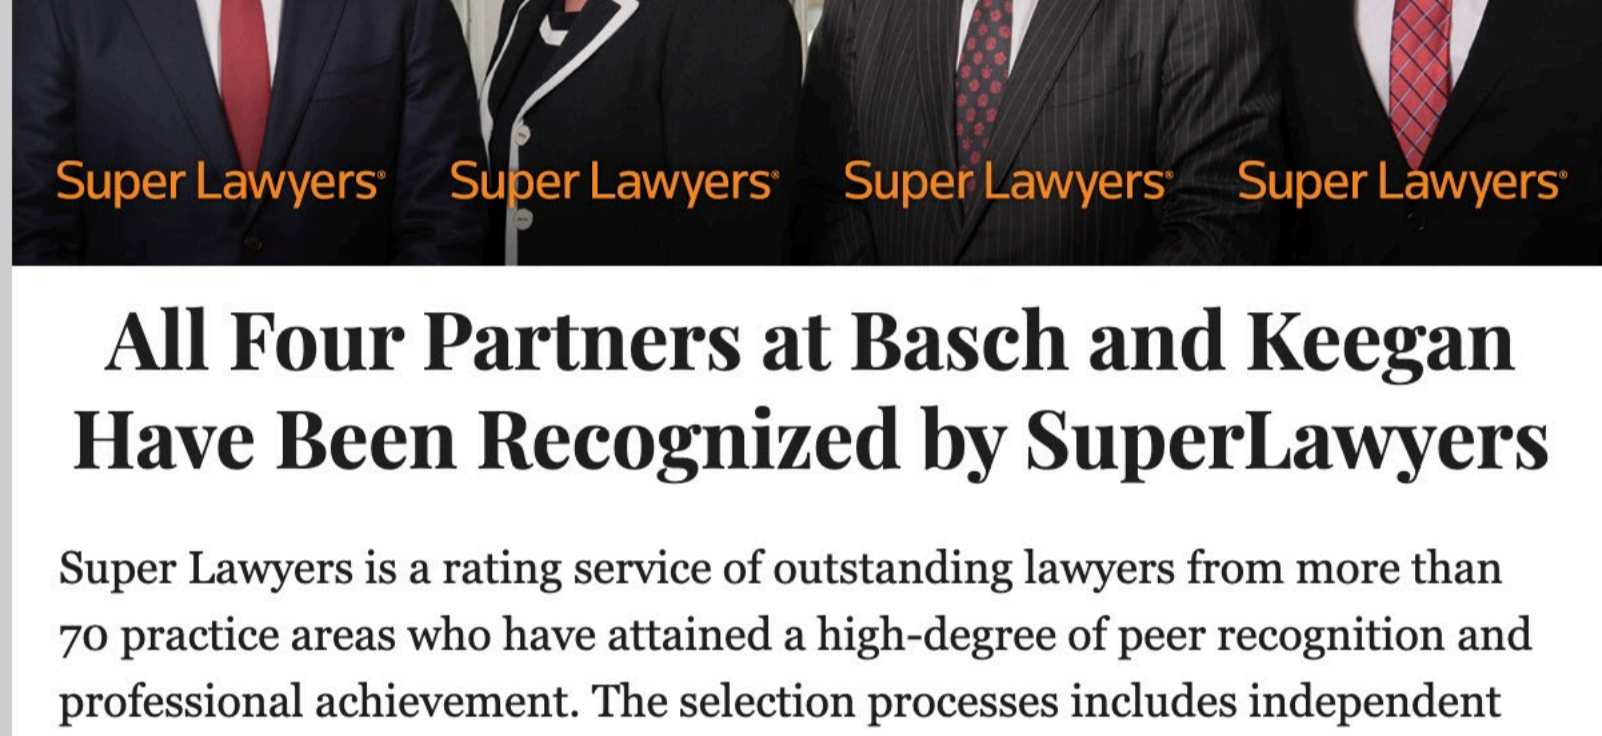 Super Lawyers® Super Lawyers® Super Lawyers® Super Lawyers®
All Four Partners at Basch and Keegan
Have Been Recognized by SuperLawyers
Super Lawyers is a rating service of outstanding lawyers from more than
70 practice areas who have attained a high-degree of peer recognition and
professional achievement. The selection processes includes independent